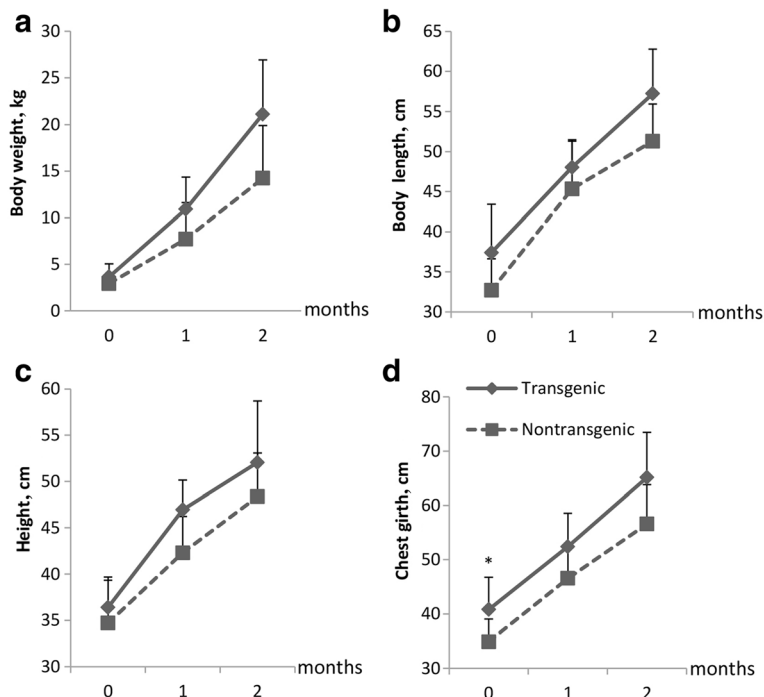 a
30
25
20
15
10
5
0
Body weight, kg
0 1 2
months
b
65
60
55
50
45
40
35
30
Body length, cm
0 1 2
months
c
60
55
50
45
40
35
30
Height, cm
0 1 2
months
d
80
70
60
50
40
30
Chest girth, cm
Transgenic
Nontransgenic
*
0 1 2
months